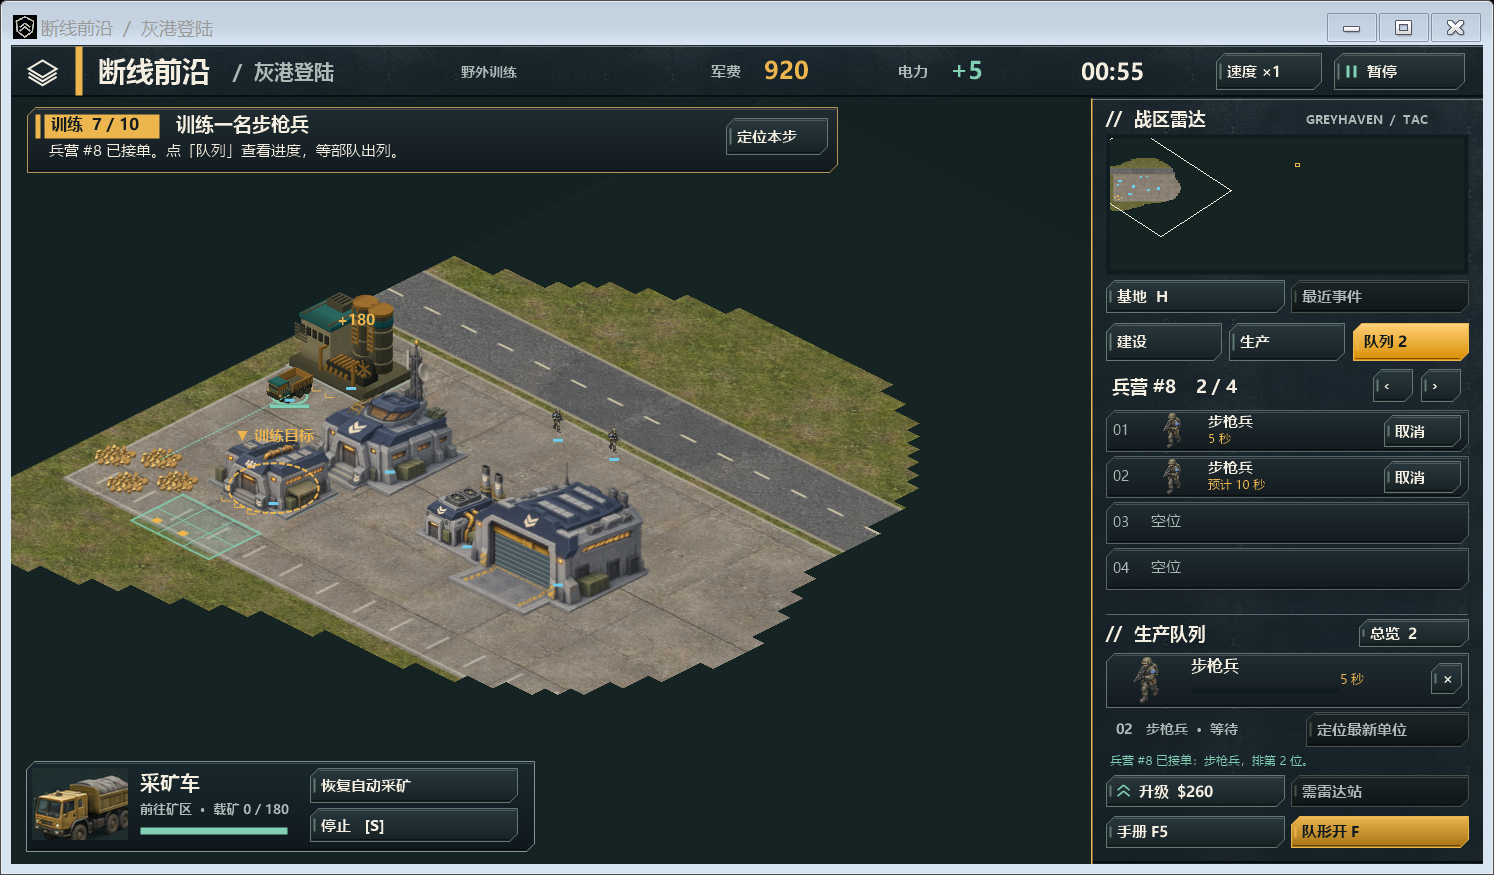 断线前沿 / 灰港登陆
断线前沿 / 灰港登陆
野外训练
军费 920
电力 +5
00:55
速度 ×1
暂停
训练 7 / 10 训练一名步枪兵
兵营 #8 已接单。点「队列」查看进度，等部队出列。
定位本步
+180
训练目标
采矿车
前往矿区 • 载矿 0 / 180
恢复自动采矿
停止 [S]
// 战区雷达
GREYHAVEN / TAC
基地 H
最近事件
建设
生产
队列 2
兵营 #8 2 / 4
‹
›
01 步枪兵
5 秒
取消
02 步枪兵
预计 10 秒
取消
03 空位
04 空位
// 生产队列
总览 2
步枪兵
5 秒
×
02 步枪兵 • 等待
定位最新单位
兵营 #8 已接单：步枪兵，排第 2 位。
升级 $260
需雷达站
手册 F5
队形开 F